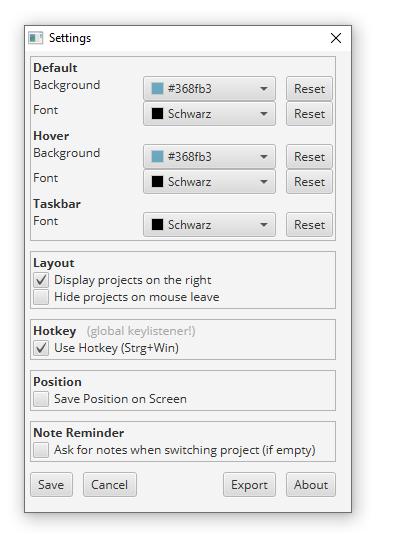 Settings
Default
Background #368fb3 Reset
Font Schwarz Reset
Hover
Background #368fb3 Reset
Font Schwarz Reset
Taskbar
Font Schwarz Reset
Layout
Display projects on the right
Hide projects on mouse leave
Hotkey (global keylistener!)
Use Hotkey (Strg+Win)
Position
Save Position on Screen
Note Reminder
Ask for notes when switching project (if empty)
Save Cancel Export About